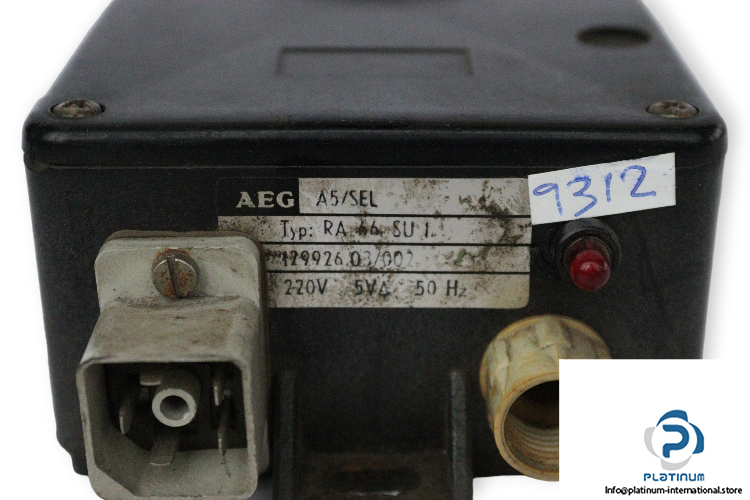 AEG A5/SEL
Typ: RA 66 SU 1
129926.03/002
220V 5VA 50 Hz
9312
PLATINUM
Info@platinum-international.store